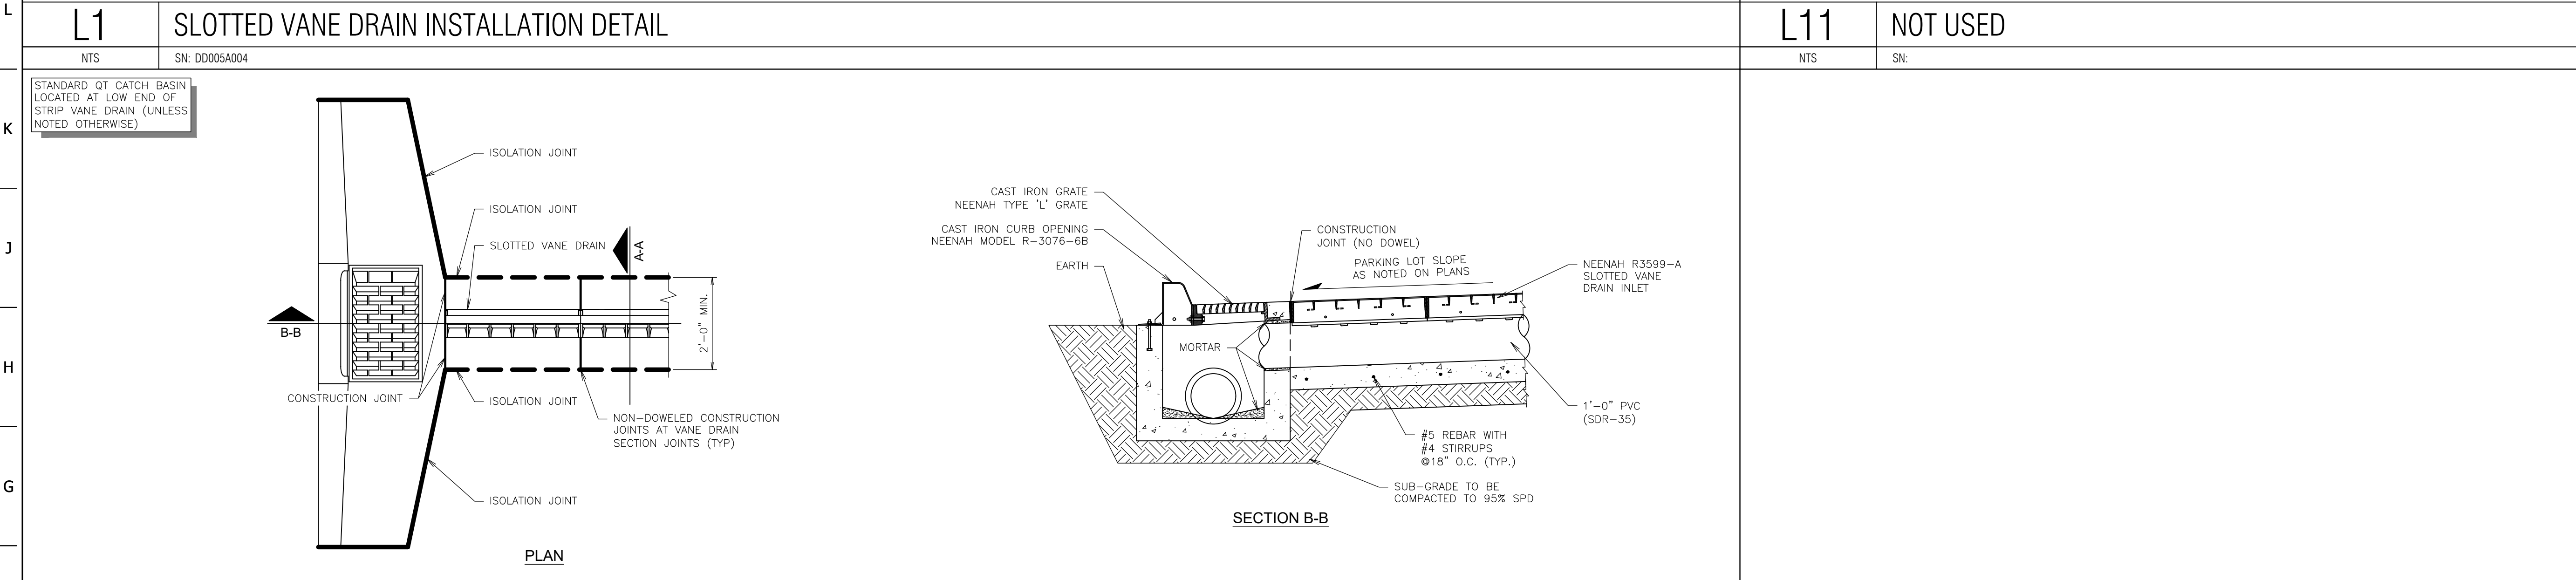 L
K
J
H
G
L1
SLOTTED VANE DRAIN INSTALLATION DETAIL
NTS
SN: DD005A004
L11
NOT USED
NTS
SN:
STANDARD QT CATCH BASIN
LOCATED AT LOW END OF
STRIP VANE DRAIN (UNLESS
NOTED OTHERWISE)
ISOLATION JOINT
ISOLATION JOINT
SLOTTED VANE DRAIN
A-A
B-B
2'-0" MIN.
CONSTRUCTION JOINT
ISOLATION JOINT
NON-DOWELED CONSTRUCTION
JOINTS AT VANE DRAIN
SECTION JOINTS (TYP)
ISOLATION JOINT
PLAN
CAST IRON GRATE
NEENAH TYPE 'L' GRATE
CAST IRON CURB OPENING
NEENAH MODEL R-3076-6B
EARTH
CONSTRUCTION
JOINT (NO DOWEL)
PARKING LOT SLOPE
AS NOTED ON PLANS
NEENAH R3599-A
SLOTTED VANE
DRAIN INLET
MORTAR
1'-0" PVC
(SDR-35)
#5 REBAR WITH
#4 STIRRUPS
@18" O.C. (TYP.)
SUB-GRADE TO BE
COMPACTED TO 95% SPD
SECTION B-B